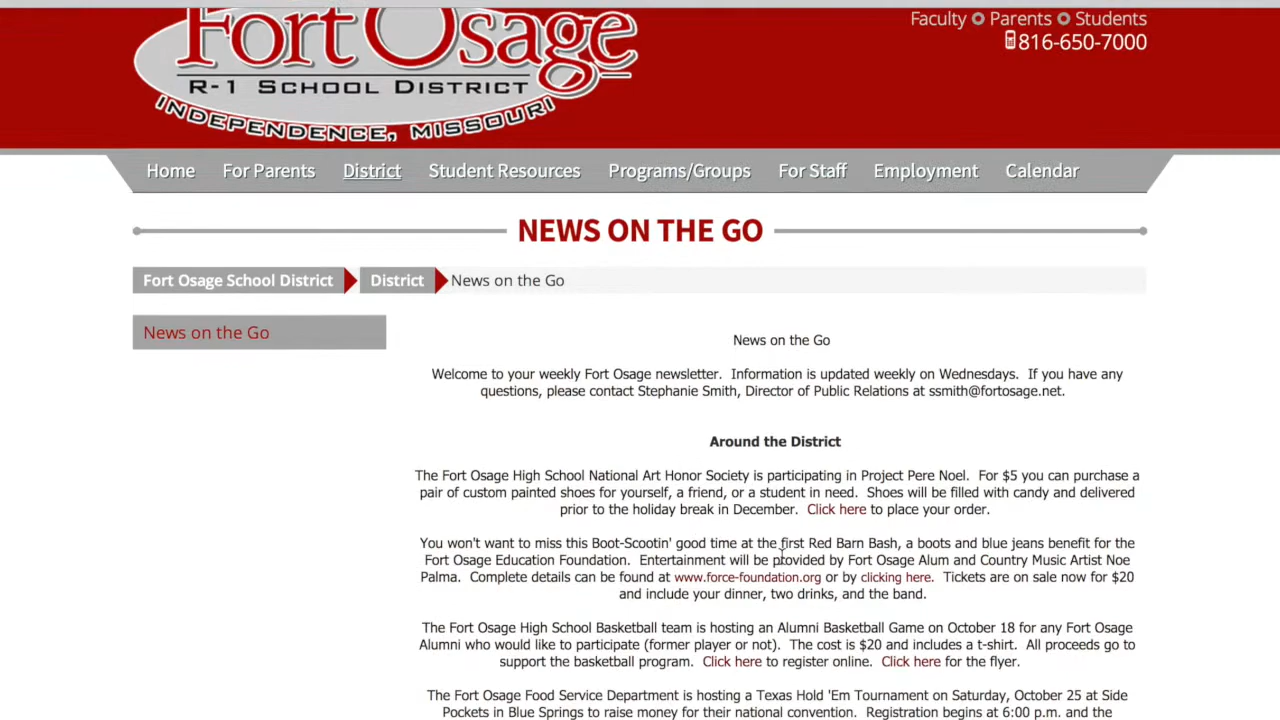 Fort Osage
R-1 School District
Independence, Missouri
Faculty Parents Students
816-650-7000
Home For Parents District Student Resources Programs/Groups For Staff Employment Calendar
NEWS ON THE GO
Fort Osage School District District News on the Go
News on the Go
News on the Go
Welcome to your weekly Fort Osage newsletter. Information is updated weekly on Wednesdays. If you have any
questions, please contact Stephanie Smith, Director of Public Relations at ssmith@fortosage.net.
Around the District
The Fort Osage High School National Art Honor Society is participating in Project Pere Noel. For $5 you can purchase a
pair of custom painted shoes for yourself, a friend, or a student in need. Shoes will be filled with candy and delivered
prior to the holiday break in December. Click here to place your order.
You won't want to miss this Boot-Scootin' good time at the first Red Barn Bash, a boots and blue jeans benefit for the
Fort Osage Education Foundation. Entertainment will be provided by Fort Osage Alum and Country Music Artist Noe
Palma. Complete details can be found at www.force-foundation.org or by clicking here. Tickets are on sale now for $20
and include your dinner, two drinks, and the band.
The Fort Osage High School Basketball team is hosting an Alumni Basketball Game on October 18 for any Fort Osage
Alumni who would like to participate (former player or not). The cost is $20 and includes a t-shirt. All proceeds go to
support the basketball program. Click here to register online. Click here for the flyer.
The Fort Osage Food Service Department is hosting a Texas Hold 'Em Tournament on Saturday, October 25 at Side
Pockets in Blue Springs to raise money for their national convention. Registration begins at 6:00 p.m. and the